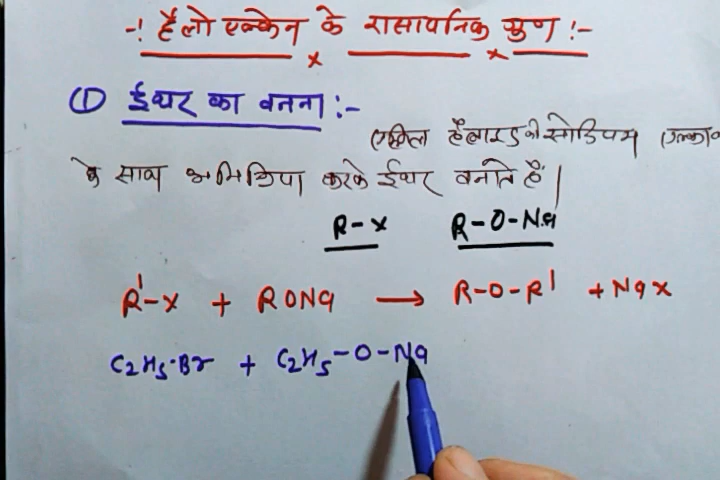 -: हैलो एल्केन के रासायनिक गुण :-
① ईथर का बनना :-
एल्किल हैलाइड की सोडियम
के साथ अभिक्रिया करके ईथर बनाते हैं।
R-X R-O-Na
R'-X + RONa → R-O-R' + Nax
C2H5-Br + C2H5-O-Na